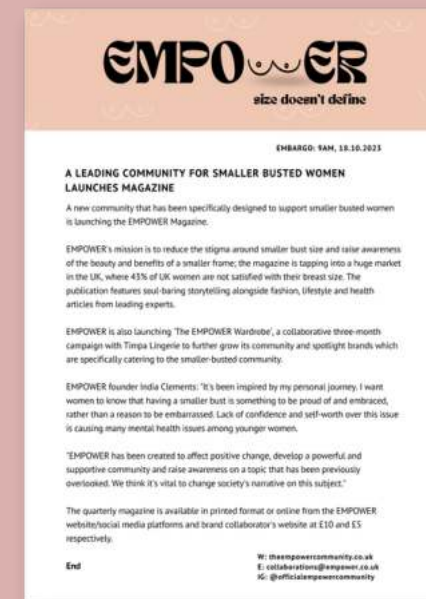 EMPOWER
size doesn't define
EMBARGO: 9AM, 18.10.2023
A LEADING COMMUNITY FOR SMALLER BUSTED WOMEN
LAUNCHES MAGAZINE
A new community that has been specifically designed to support smaller busted women
is launching the EMPOWER Magazine.
EMPOWER's mission is to reduce the stigma around smaller bust size and raise awareness
of the beauty and benefits of a smaller frame; the magazine is tapping into a huge market
in the UK, where 43% of UK women are not satisfied with their breast size. The
publication features soul-baring storytelling alongside fashion, lifestyle and health
articles from leading experts.
EMPOWER is also launching 'The EMPOWER Wardrobe', a collaborative three-month
campaign with Timpa Lingerie to further grow its community and spotlight brands which
are specifically catering to the smaller-busted community.
EMPOWER founder India Clements: "It's been inspired by my personal journey. I want
women to know that having a smaller bust is something to be proud of and embraced,
rather than a reason to be embarrassed. Lack of confidence and self-worth over this issue
is causing many mental health issues among younger women.
"EMPOWER has been created to affect positive change, develop a powerful and
supportive community and raise awareness on a topic that has been previously
overlooked. We think it's vital to change society's narrative on this subject."
The quarterly magazine is available in printed format or online from the EMPOWER
website/social media platforms and brand collaborator's website at £10 and £5
respectively.
End
W: theempowercommunity.co.uk
E: collaborations@empower.co.uk
IG: @officialempowercommunity